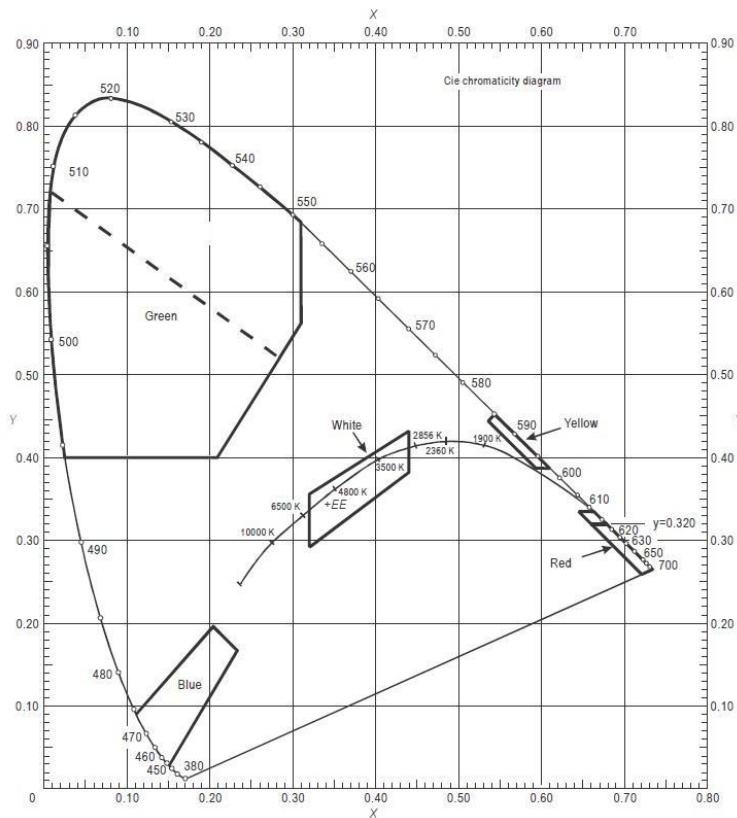 X
0.10 0.20 0.30 0.40 0.50 0.60 0.70
0.90 0.90
Cie chromaticity diagram
520
530
0.80 0.80
540
510
550
0.70 0.70
560
0.60 0.60
Green
570
500
0.50 0.50
580
Y
590
White Yellow
2856 K
1900 K
2360 K
0.40 0.40
3500 K
600
4800 K
6500 K +EE
610
10000 K
y=0.320
620
630
0.30 0.30
490
650
Red
700
0.20 0.20
480
Blue
0.10 0.10
470
460
450
380
0 0.10 0.20 0.30 0.40 0.50 0.60 0.70 0.80
X